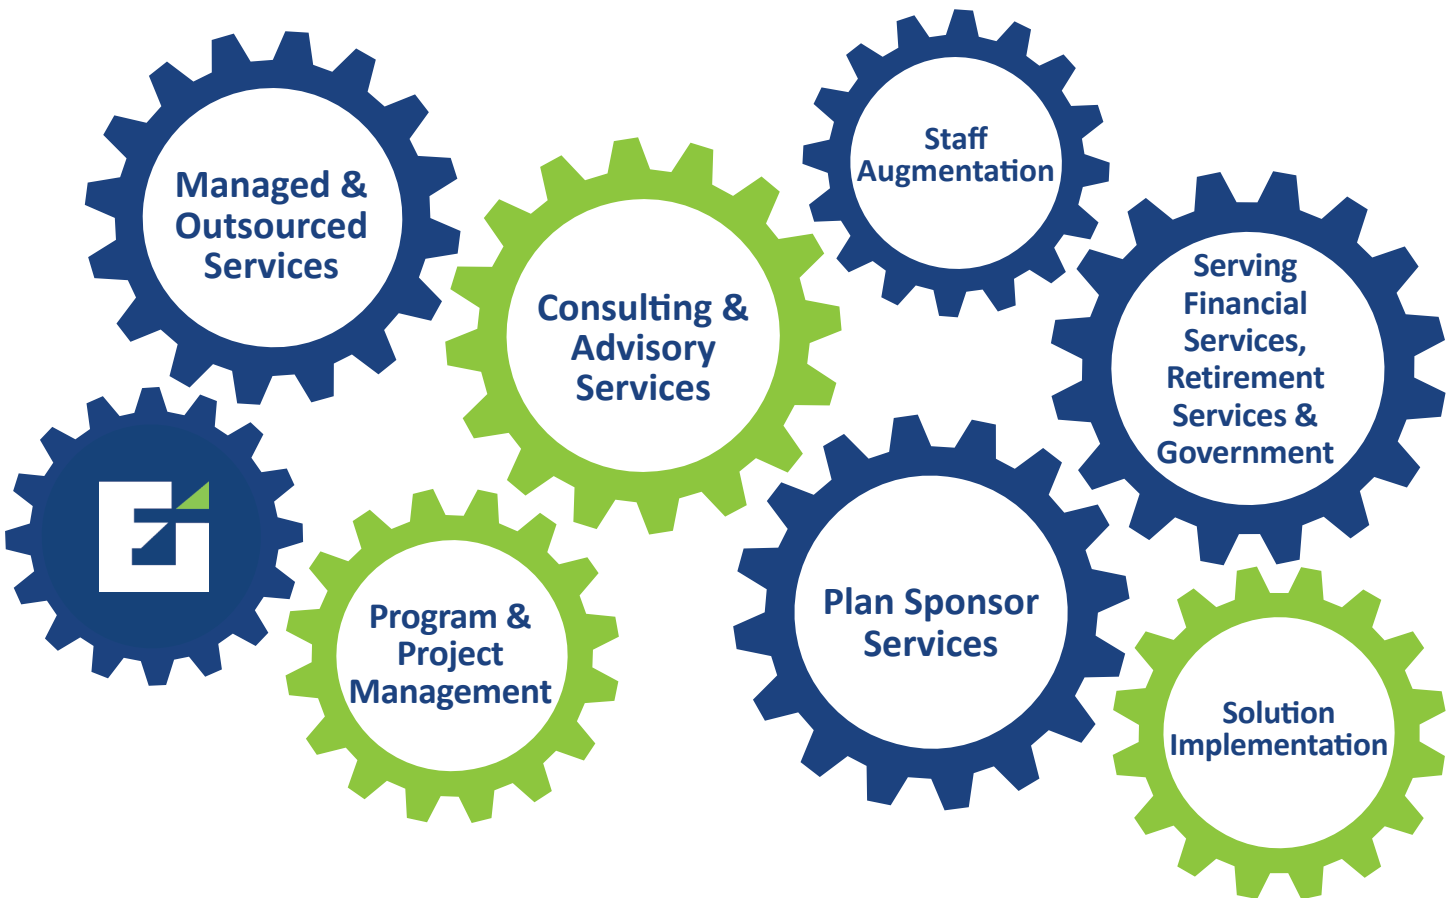 Managed &
Outsourced
Services
Consulting &
Advisory
Services
Staff
Augmentation
Serving
Financial
Services,
Retirement
Services &
Government
Program &
Project
Management
Plan Sponsor
Services
Solution
Implementation